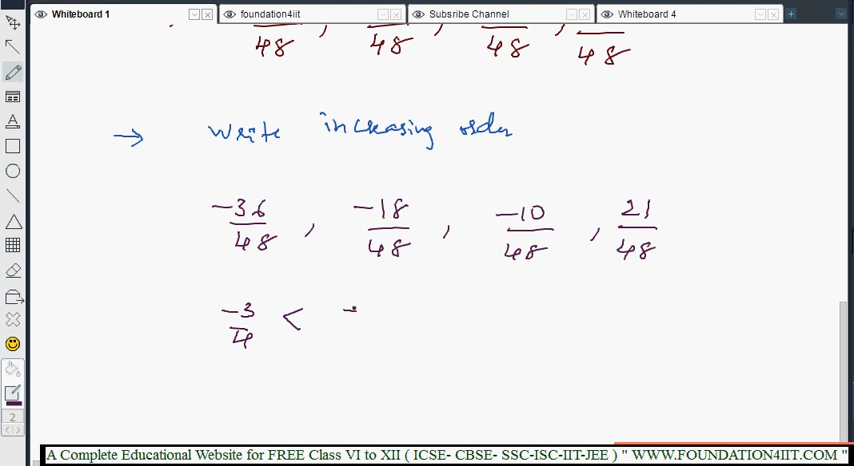 Whiteboard 1 foundation4iit Subsribe Channel Whiteboard 4
48 , 48 , 48 , 48
→ Write increasing order
-36/48 , -18/48 , -10/48 , 21/48
-3/4 < -
2
A Complete Educational Website for FREE Class VI to XII ( ICSE- CBSE- SSC-ISC-IIT-JEE ) " WWW.FOUNDATION4IIT.COM "